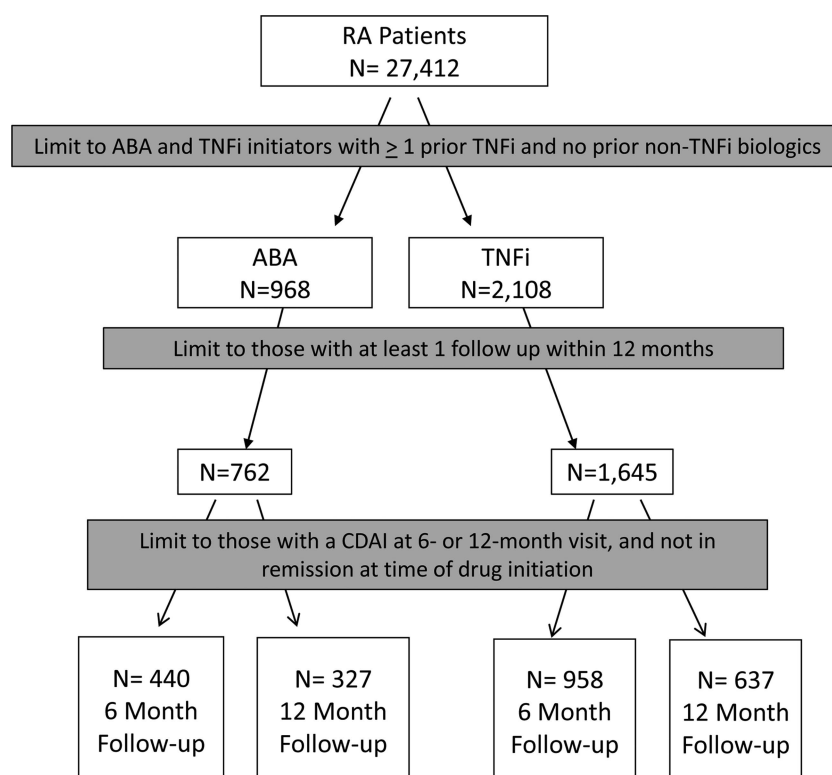 RA Patients
N= 27,412
Limit to ABA and TNFi initiators with ≥ 1 prior TNFi and no prior non-TNFi biologics
ABA
N=968
TNFi
N=2,108
Limit to those with at least 1 follow up within 12 months
N=762
N=1,645
Limit to those with a CDAI at 6- or 12-month visit, and not in
remission at time of drug initiation
N= 440
6 Month
Follow-up
N= 327
12 Month
Follow-up
N= 958
6 Month
Follow-up
N= 637
12 Month
Follow-up